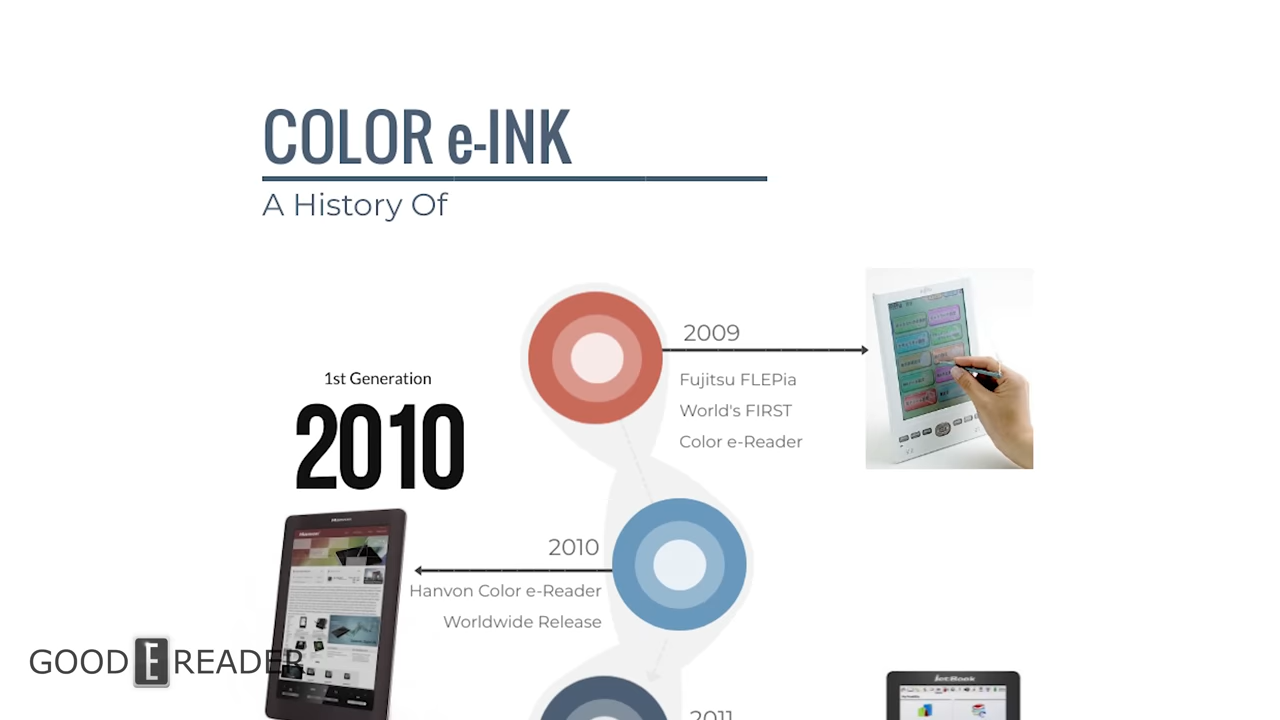 COLOR e-INK
A History Of
2009
Fujitsu FLEPia
World's FIRST
Color e-Reader
1st Generation
2010
2010
Hanvon Color e-Reader
Worldwide Release
GOOD E READER
2011
jetBook